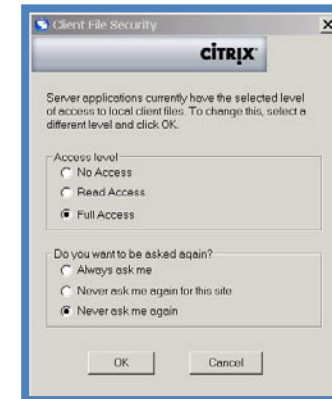 Client File Security
CİTRIX
Server applications currently have the selected level
of access to local client files. To change this, select a
different level and click OK.
Access level
No Access
Read Access
Full Access
Do you want to be asked again?
Always ask me
Never ask me again for this site
Never ask me again
OK
Cancel